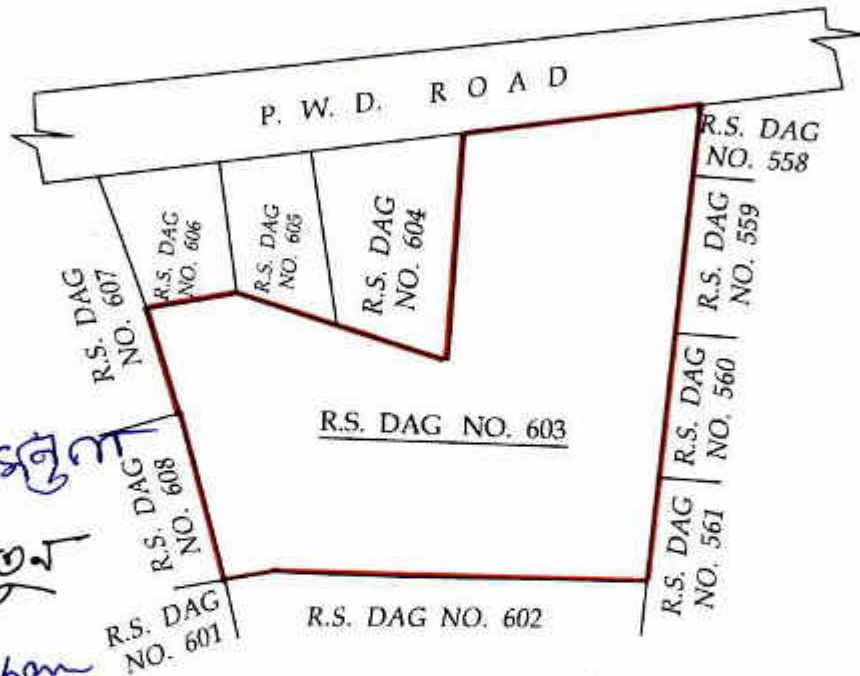 P. W. D. ROAD
R.S. DAG
NO. 558
R.S. DAG
NO. 559
R.S. DAG
NO. 606
R.S. DAG
NO. 605
R.S. DAG
NO. 604
R.S. DAG
NO. 607
R.S. DAG
NO. 560
R.S. DAG NO. 603
R.S. DAG
NO. 608
R.S. DAG
NO. 561
R.S. DAG NO. 602
R.S. DAG
NO. 601